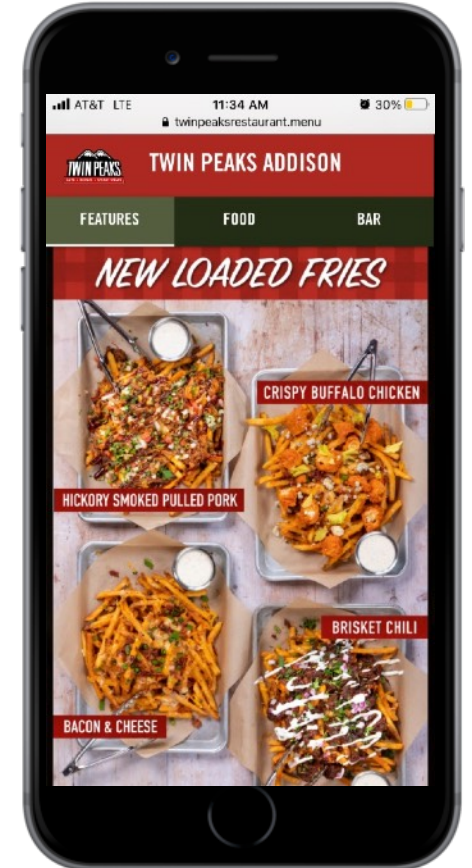 AT&T LTE
11:34 AM
30%
twinpeaksrestaurant.menu
TWIN PEAKS
TWIN PEAKS ADDISON
FEATURES
FOOD
BAR
NEW LOADED FRIES
CRISPY BUFFALO CHICKEN
HICKORY SMOKED PULLED PORK
BRISKET CHILI
BACON & CHEESE